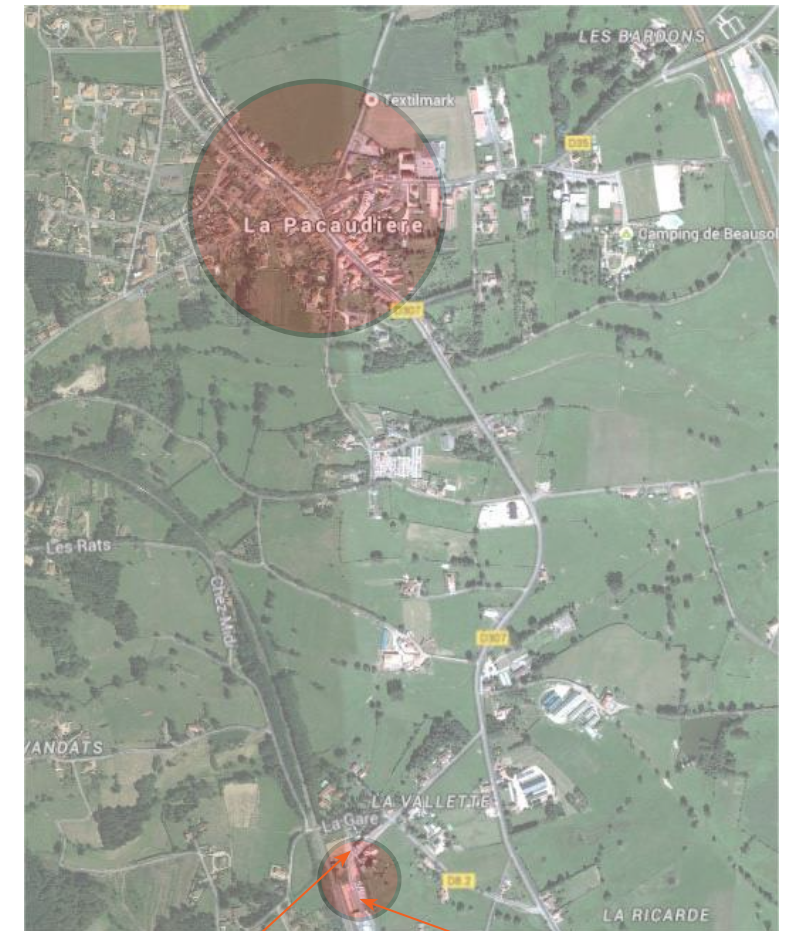 LES BARDONS
Textilmark
N7
D35
La Pacaudière
Camping de Beausol
D307
Les Rats
Chez Midi
D307
VANDATS
LA VALLETTE
La Gare
D8.2
LA RICARDE